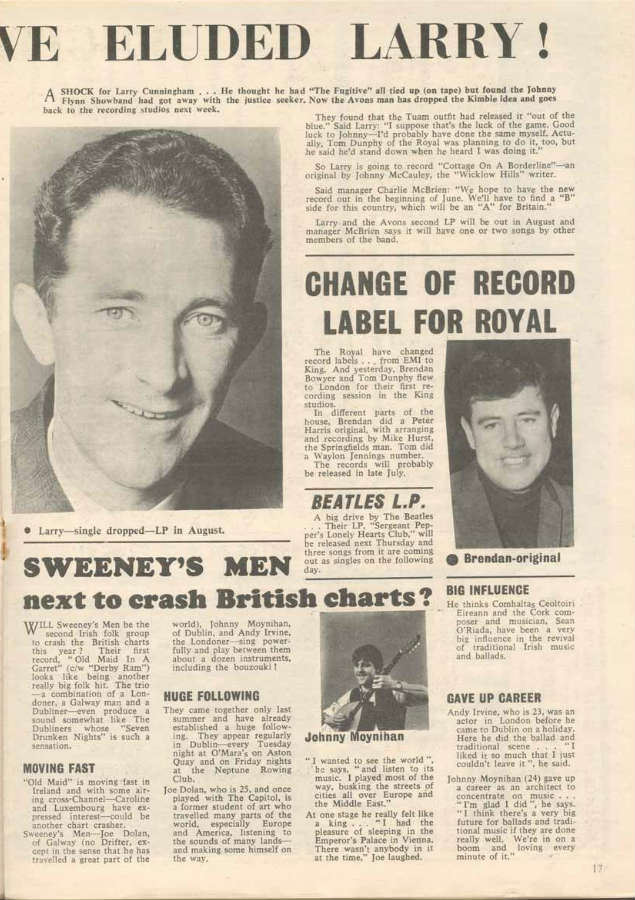 VE ELUDED LARRY!
A SHOCK for Larry Cunningham . . . He thought he had "The Fugitive" all tied up (on tape) but found the Johnny
Flynn Showband had got away with the justice seeker. Now the Avons man has dropped the Kimble idea and goes
back to the recording studios next week.
They found that the Tuam outfit had released it "out of the
blue." Said Larry: "I suppose that's the luck of the game. Good
luck to Johnny—I'd probably have done the same myself. Actu-
ally, Tom Dunphy of the Royal was planning to do it, too, but
he said he'd stand down when he heard I was doing it."
So Larry is going to record "Cottage On A Borderline"—an
original by Johnny McCauley, the "Wicklow Hills" writer.
Said manager Charlie McBrien: "We hope to have the new
record out in the beginning of June. We'll have to find a "B"
side for this country, which will be an "A" for Britain."
Larry and the Avons second LP will be out in August and
manager McBrien says it will have one or two songs by other
members of the band.
• Larry—single dropped—LP in August.
CHANGE OF RECORD
LABEL FOR ROYAL
The Royal have changed
record labels . . . from EMI to
King. And yesterday, Brendan
Bowyer and Tom Dunphy flew
to London for their first re-
cording session in the King
studios.
In different parts of the
house, Brendan did a Peter
Harris original, with arranging
and recording by Mike Hurst,
the Springfields man. Tom did
a Waylon Jennings number.
The records will probably
be released in late July.
BEATLES L.P.
A big drive by The Beatles
. . . Their LP, "Sergeant Pep-
per's Lonely Hearts Club," will
be released next Thursday and
three songs from it are coming
out as singles on the following
day.
• Brendan-original
SWEENEY'S MEN
next to crash British charts?
WILL Sweeney's Men be the
second Irish folk group
to crash the British charts
this year? Their first
record, "Old Maid In A
Garret" (c/w "Derby Ram")
looks like being another
really big folk hit. The trio
—a combination of a Lon-
doner, a Galway man and a
Dubliner—even produce a
sound somewhat like The
Dubliners whose "Seven
Drunken Nights" is such a
sensation.
MOVING FAST
"Old Maid" is moving fast in
Ireland and with some air-
ing cross-Channel—Caroline
and Luxembourg have ex-
pressed interest—could be
another chart crasher.
Sweeney's Men—Joe Dolan,
of Galway (no Drifter, ex-
cept in the sense that he has
travelled a great part of the
world), Johnny Moynihan,
of Dublin, and Andy Irvine,
the Londoner—sing power-
fully and play between them
about a dozen instruments,
including the bouzouki!
HUGE FOLLOWING
They came together only last
summer and have already
established a huge follow-
ing. They appear regularly
in Dublin—every Tuesday
night at O'Mara's on Aston
Quay and on Friday nights
at the Neptune Rowing
Club.
Joe Dolan, who is 25, and once
played with The Capitol, is
a former student of art who
travelled many parts of the
world, especially Europe
and America, listening to
the sounds of many lands—
and making some himself on
the way.
Johnny Moynihan
"I wanted to see the world",
he says, "and listen to its
music. I played most of the
way, busking the streets of
cities all over Europe and
the Middle East."
At one stage he really felt like
a king . . . "I had the
pleasure of sleeping in the
Emperor's Palace in Vienna.
There wasn't anybody in it
at the time," Joe laughed.
BIG INFLUENCE
He thinks Comhaltas Ceoltoiri
Eireann and the Cork com-
poser and musician, Sean
O'Riada, have been a very
big influence in the revival
of traditional Irish music
and ballads.
GAVE UP CAREER
Andy Irvine, who is 23, was an
actor in London before he
came to Dublin on a holiday.
Here he did the ballad and
traditional scene . . . "I
liked it so much that I just
couldn't leave it", he said.
Johnny Moynihan (24) gave up
a career as an architect to
concentrate on music . . .
"I'm glad I did", he says.
"I think there's a very big
future for ballads and tradi-
tional music if they are done
really well. We're in on a
boom and loving every
minute of it."
17